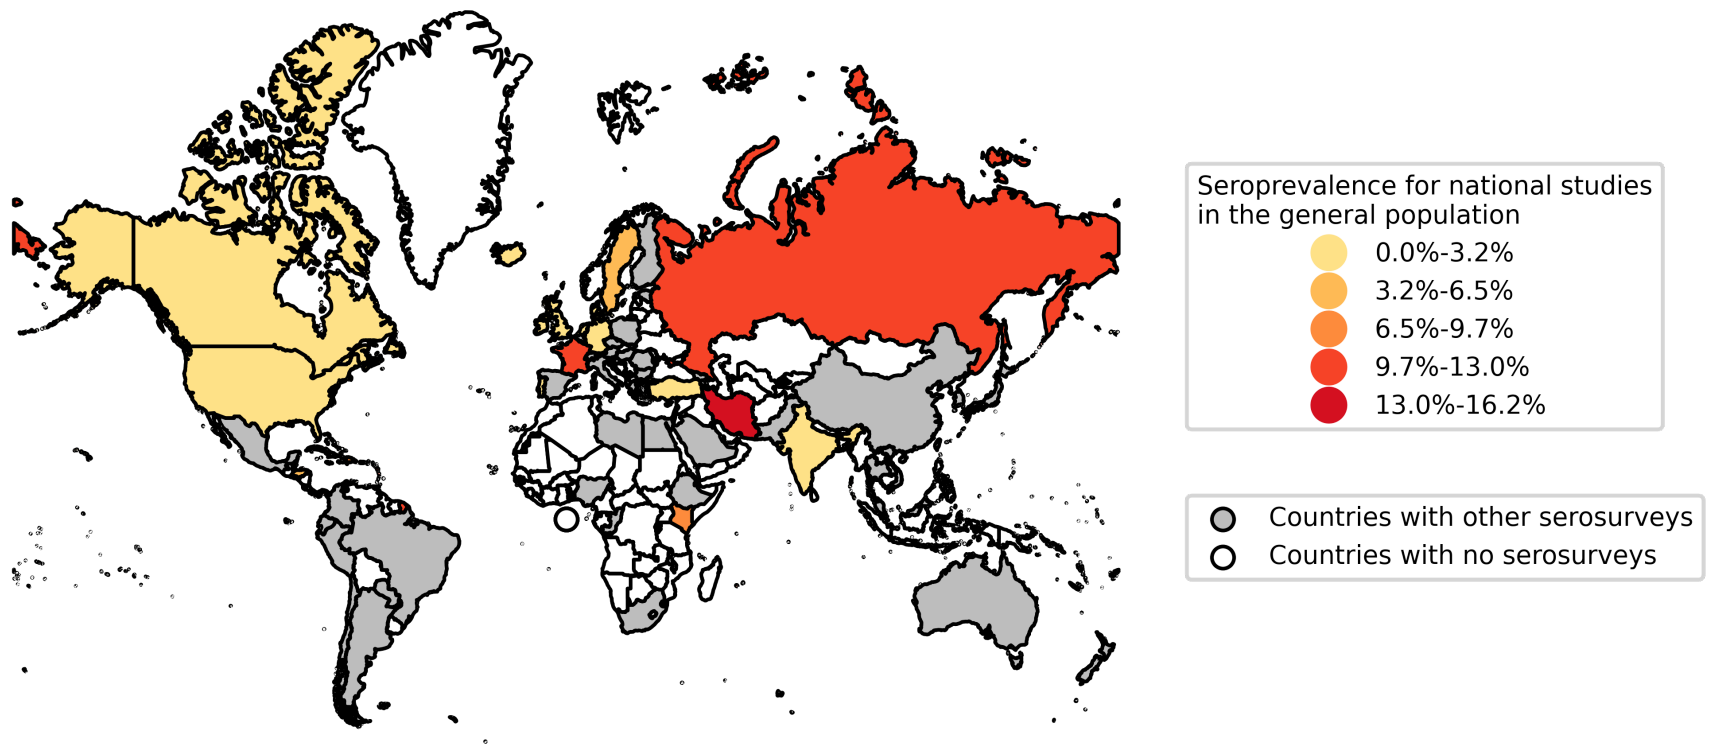 Seroprevalence for national studies
in the general population
0.0%-3.2%
3.2%-6.5%
6.5%-9.7%
9.7%-13.0%
13.0%-16.2%
Countries with other serosurveys
Countries with no serosurveys